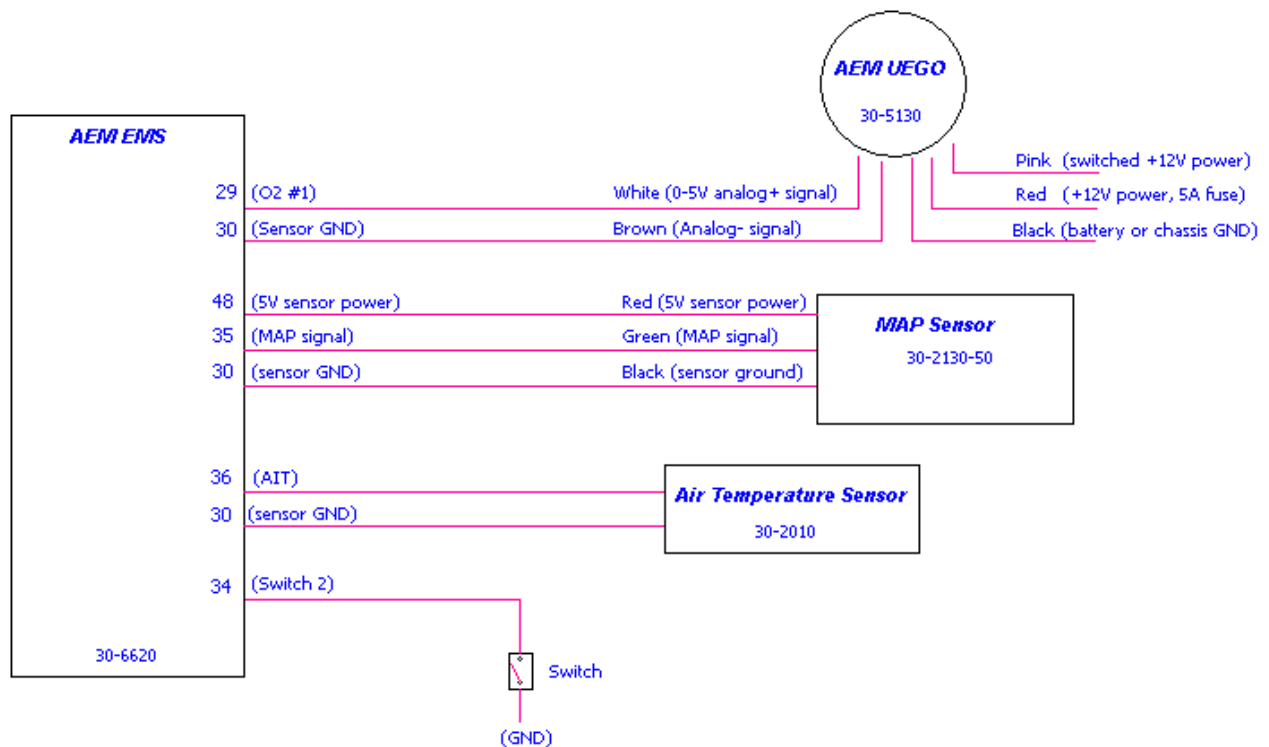 AEM UEGO
30-5130
AEM EMS
Pink (switched +12V power)
29 (O2 #1) White (0-5V analog+ signal) Red (+12V power, 5A fuse)
30 (Sensor GND) Brown (Analog- signal) Black (battery or chassis GND)
48 (5V sensor power) Red (5V sensor power)
MAP Sensor
35 (MAP signal) Green (MAP signal)
30-2130-50
30 (sensor GND) Black (sensor ground)
36 (AIT)
Air Temperature Sensor
30 (sensor GND)
30-2010
34 (Switch 2)
30-6620
Switch
(GND)